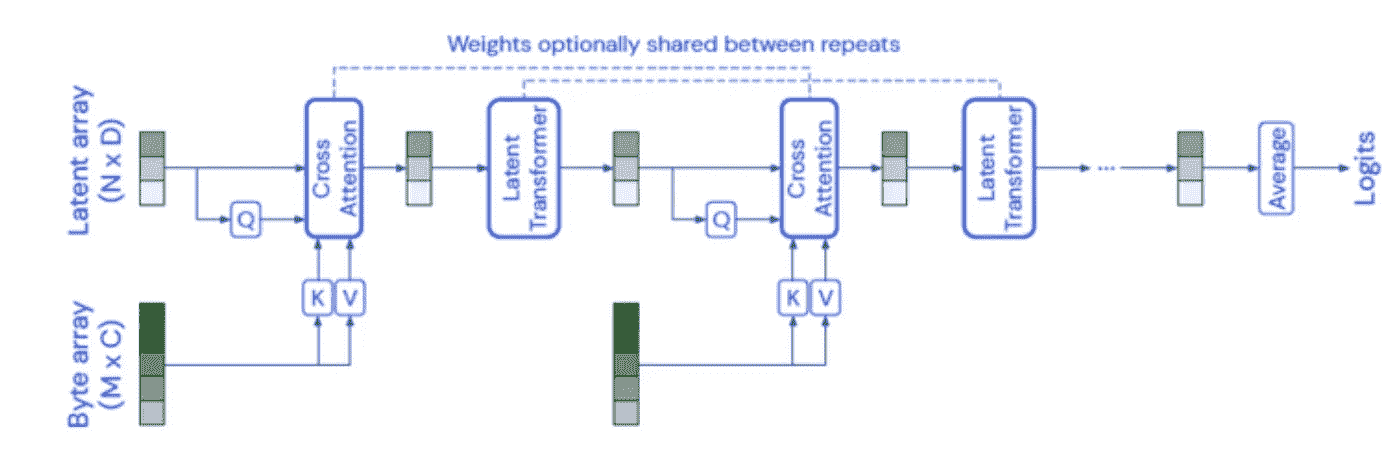 Weights optionally shared between repeats
Latent array
(N x D)
Cross
Attention
Latent
Transformer
Cross
Attention
Latent
Transformer
...
Average
Logits
Q
Q
K
V
K
V
Byte array
(M x C)